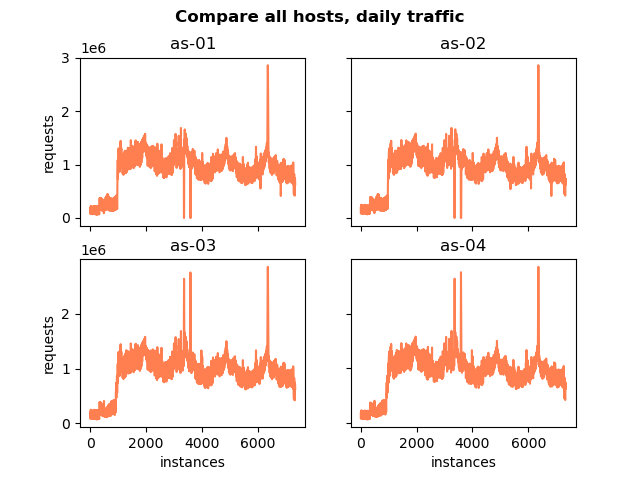 Compare all hosts, daily traffic
as-01
as-02
1e6
3
2
1
0
requests
as-03
as-04
1e6
2
1
0
requests
0 2000 4000 6000
0 2000 4000 6000
instances
instances